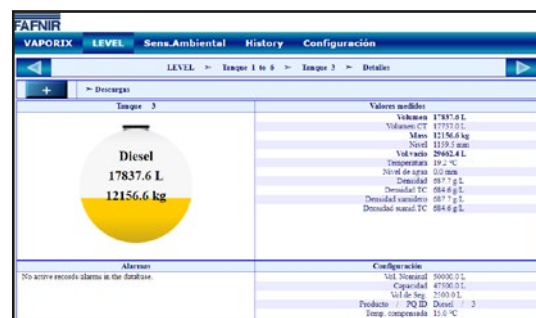 FAFNIR
VAPORIX LEVEL Sens.Ambiental History Configuración
LEVEL ➢ Tanque 1 to 6 ➢ Tanque 3 ➢ Detalles
+ ➢ Descargas
Tanque 3
Diesel
17837.6 L
12156.6 kg
Valores medidos
Volumen 17837.6 L
Volumen CT 17757.0 L
Mass 12156.6 kg
Nivel 1159.5 mm
Vol.vacío 29662.4 L
Temperatura 19.2 °C
Nivel de agua 0.0 mm
Densidad 687.7 g/L
Densidad TC 684.6 g/L
Densidad sumidero 687.7 g/L
Densidad sumid.TC 684.6 g/L
Alarmas
No active records/alarms in the database.
Configuración
Vol. Nominal 50000.0 L
Capacidad 47500.0 L
Vol de Seg. 2500.0 L
Producto / PQ ID Diesel / 3
Temp. compensada 15.0 °C